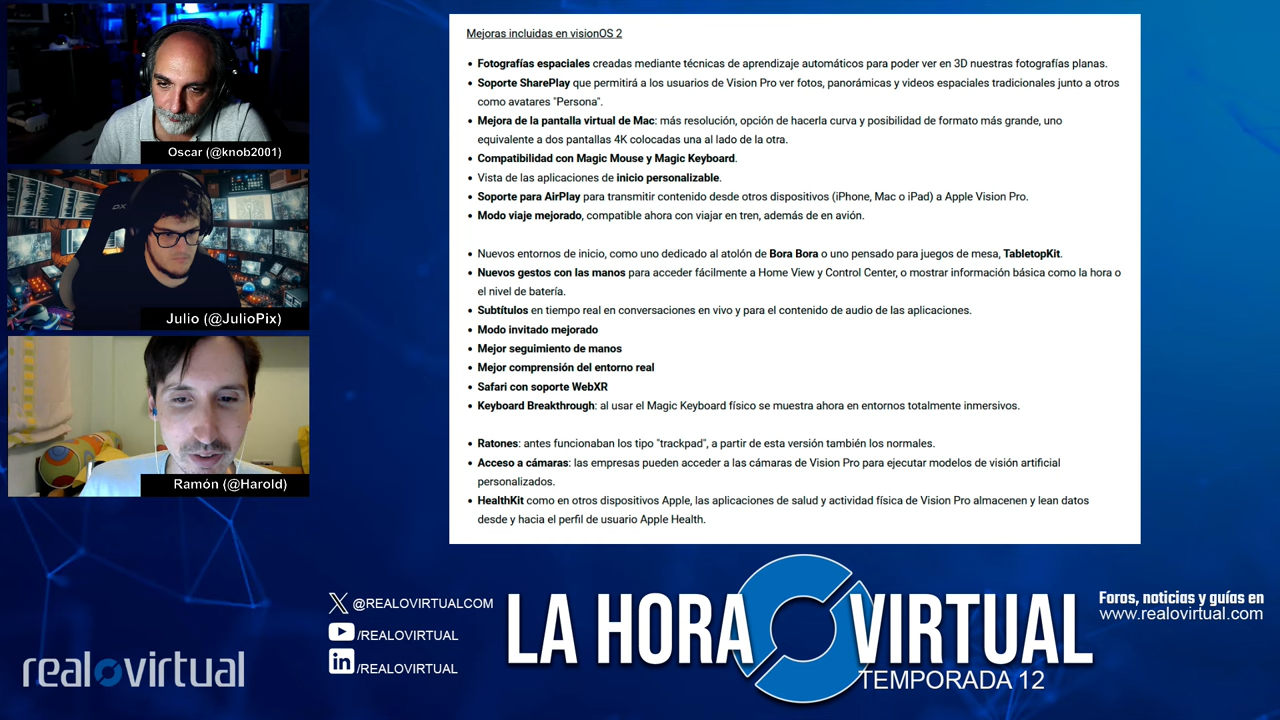 Oscar (@knob2001)
Julio (@JulioPix)
Ramón (@Harold)
Mejoras incluidas en visionOS 2
• Fotografías espaciales creadas mediante técnicas de aprendizaje automáticos para poder ver en 3D nuestras fotografías planas.
• Soporte SharePlay que permitirá a los usuarios de Vision Pro ver fotos, panorámicas y videos espaciales tradicionales junto a otros
como avatares "Persona".
• Mejora de la pantalla virtual de Mac: más resolución, opción de hacerla curva y posibilidad de formato más grande, uno
equivalente a dos pantallas 4K colocadas una al lado de la otra.
• Compatibilidad con Magic Mouse y Magic Keyboard.
• Vista de las aplicaciones de inicio personalizable.
• Soporte para AirPlay para transmitir contenido desde otros dispositivos (iPhone, Mac o iPad) a Apple Vision Pro.
• Modo viaje mejorado, compatible ahora con viajar en tren, además de en avión.
• Nuevos entornos de inicio, como uno dedicado al atolón de Bora Bora o uno pensado para juegos de mesa, TabletopKit.
• Nuevos gestos con las manos para acceder fácilmente a Home View y Control Center, o mostrar información básica como la hora o
el nivel de batería.
• Subtítulos en tiempo real en conversaciones en vivo y para el contenido de audio de las aplicaciones.
• Modo invitado mejorado
• Mejor seguimiento de manos
• Mejor comprensión del entorno real
• Safari con soporte WebXR
• Keyboard Breakthrough: al usar el Magic Keyboard físico se muestra ahora en entornos totalmente inmersivos.
• Ratones: antes funcionaban los tipo "trackpad", a partir de esta versión también los normales.
• Acceso a cámaras: las empresas pueden acceder a las cámaras de Vision Pro para ejecutar modelos de visión artificial
personalizados.
• HealthKit como en otros dispositivos Apple, las aplicaciones de salud y actividad física de Vision Pro almacenen y lean datos
desde y hacia el perfil de usuario Apple Health.
realovirtual
@REALOVIRTUALCOM
/REALOVIRTUAL
/REALOVIRTUAL
LA HORA VIRTUAL
TEMPORADA 12
Foros, noticias y guías en
www.realovirtual.com